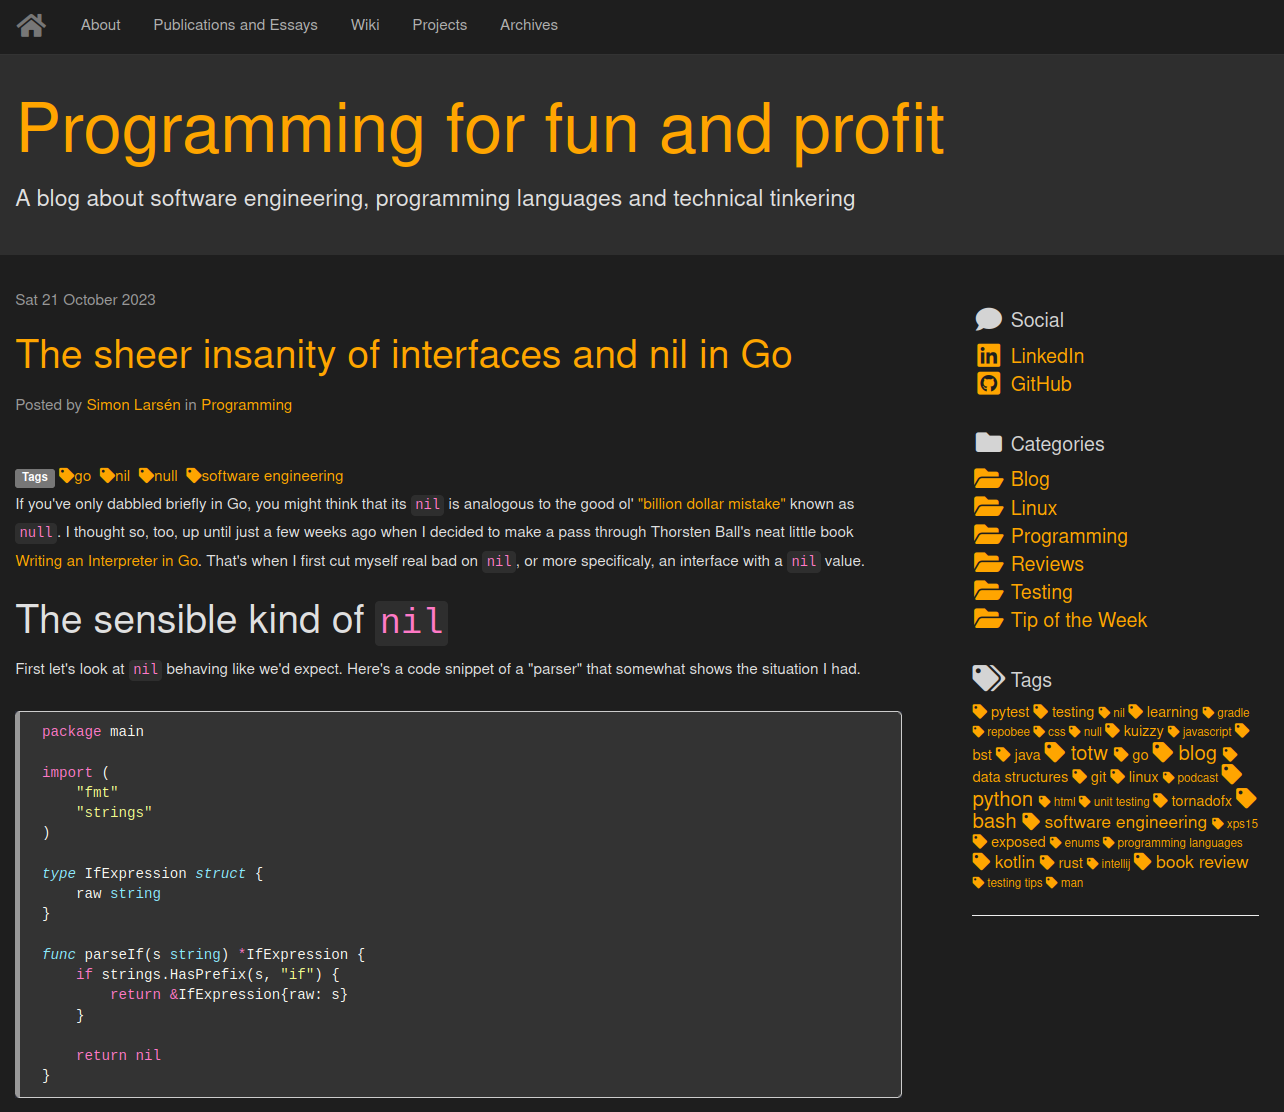 About Publications and Essays Wiki Projects Archives
Programming for fun and profit
A blog about software engineering, programming languages and technical tinkering
Sat 21 October 2023
The sheer insanity of interfaces and nil in Go
Posted by Simon Larsén in Programming
Tags go nil null software engineering
If you've only dabbled briefly in Go, you might think that its nil is analogous to the good ol' "billion dollar mistake" known as
null. I thought so, too, up until just a few weeks ago when I decided to make a pass through Thorsten Ball's neat little book
Writing an Interpreter in Go. That's when I first cut myself real bad on nil, or more specificaly, an interface with a nil value.
The sensible kind of nil
First let's look at nil behaving like we'd expect. Here's a code snippet of a "parser" that somewhat shows the situation I had.
package main
import (
    "fmt"
    "strings"
)
type IfExpression struct {
    raw string
}
func parseIf(s string) *IfExpression {
    if strings.HasPrefix(s, "if") {
        return &IfExpression{raw: s}
    }
    return nil
}
Social
LinkedIn
GitHub
Categories
Blog
Linux
Programming
Reviews
Testing
Tip of the Week
Tags
pytest testing nil learning gradle
repobee css null kuizzy javascript
bst java totw go blog
data structures git linux podcast
python html unit testing tornadofx
bash software engineering xps15
exposed enums programming languages
kotlin rust intellij book review
testing tips man